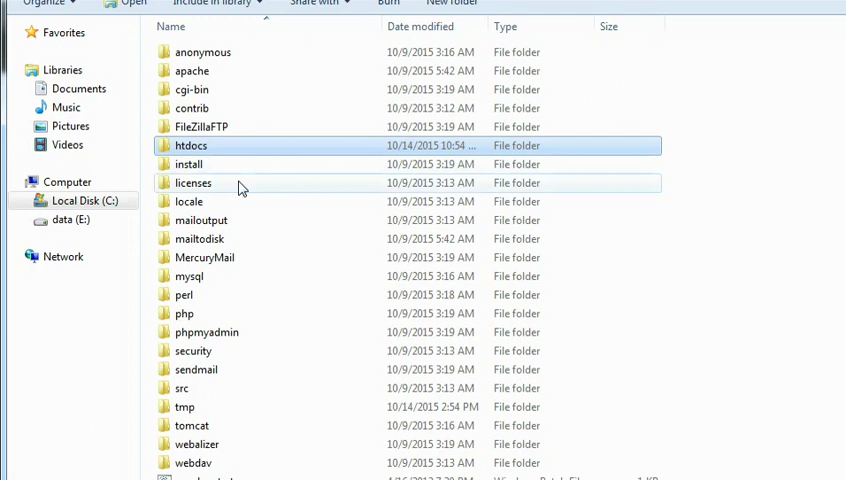 Organize Open Include in library Share with Burn New folder
Name Date modified Type Size
Favorites
Libraries
Documents
Music
Pictures
Videos
Computer
Local Disk (C:)
data (E:)
Network
anonymous 10/9/2015 3:16 AM File folder
apache 10/9/2015 5:42 AM File folder
cgi-bin 10/9/2015 3:19 AM File folder
contrib 10/9/2015 3:12 AM File folder
FileZillaFTP 10/9/2015 3:19 AM File folder
htdocs 10/14/2015 10:54 ... File folder
install 10/9/2015 3:19 AM File folder
licenses 10/9/2015 3:13 AM File folder
locale 10/9/2015 3:13 AM File folder
mailoutput 10/9/2015 3:13 AM File folder
mailtodisk 10/9/2015 5:42 AM File folder
MercuryMail 10/9/2015 3:19 AM File folder
mysql 10/9/2015 3:16 AM File folder
perl 10/9/2015 3:18 AM File folder
php 10/9/2015 3:19 AM File folder
phpmyadmin 10/9/2015 3:19 AM File folder
security 10/9/2015 3:13 AM File folder
sendmail 10/9/2015 3:19 AM File folder
src 10/9/2015 3:13 AM File folder
tmp 10/14/2015 2:54 PM File folder
tomcat 10/9/2015 3:16 AM File folder
webalizer 10/9/2015 3:19 AM File folder
webdav 10/9/2015 3:13 AM File folder